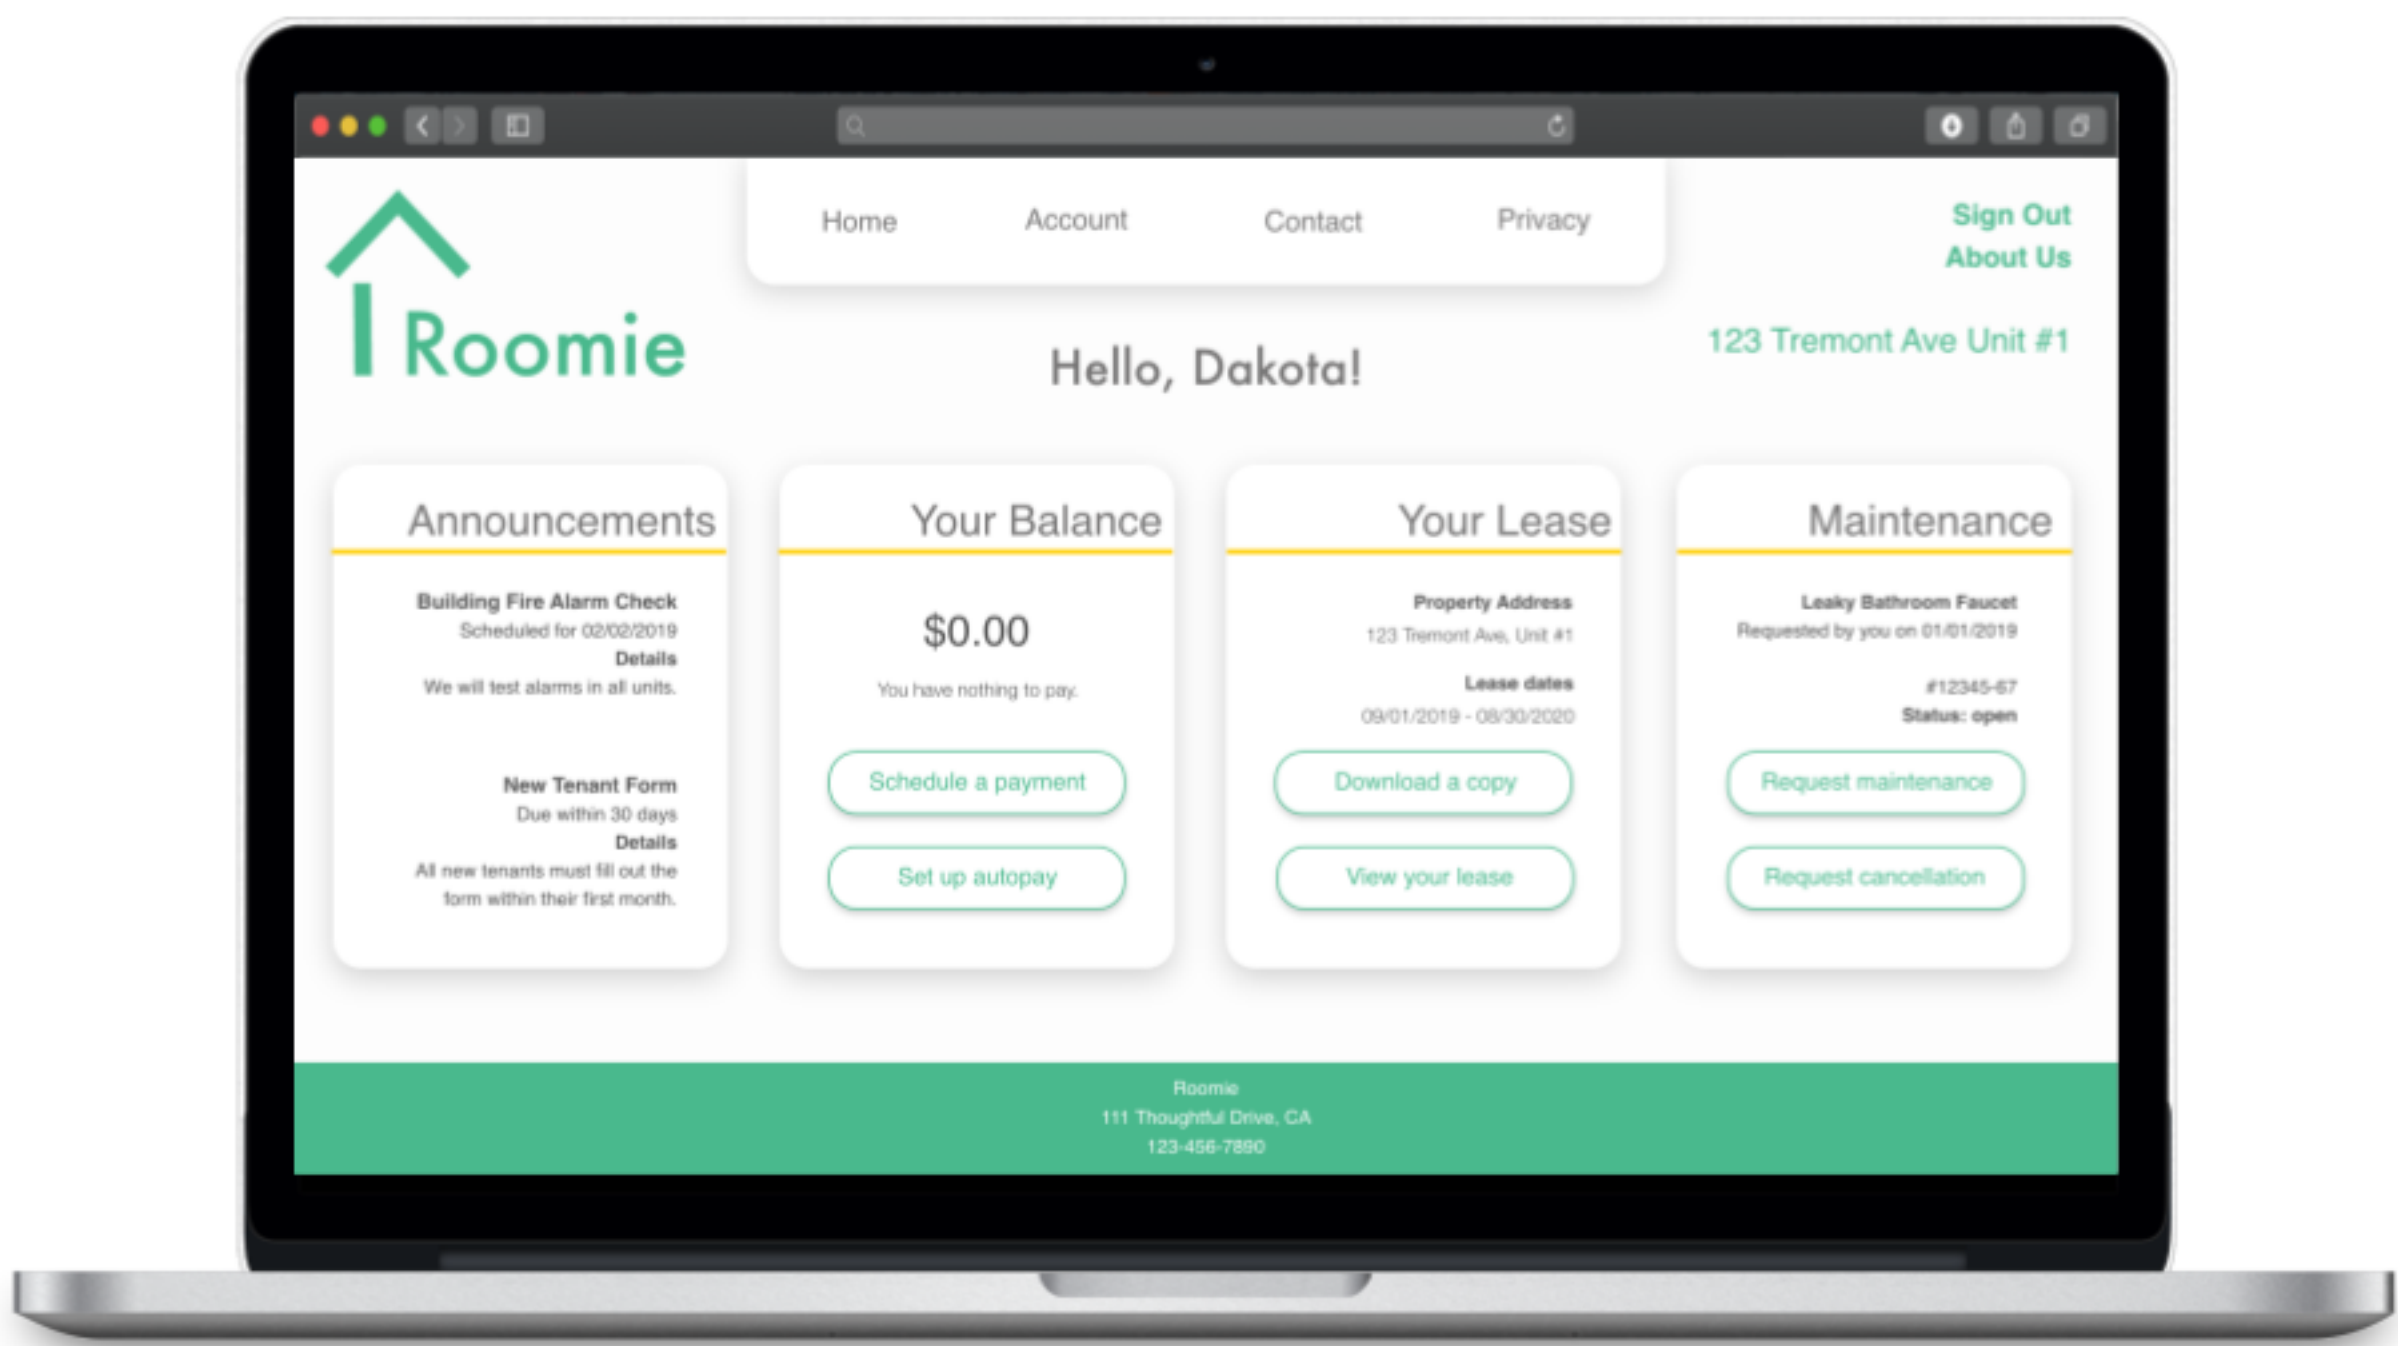 Home
Account
Contact
Privacy
Sign Out
About Us
Roomie
123 Tremont Ave Unit #1
Hello, Dakota!
Announcements
Building Fire Alarm Check
Scheduled for 02/02/2019
Details
We will test alarms in all units.
New Tenant Form
Due within 30 days
Details
All new tenants must fill out the
form within their first month.
Your Balance
$0.00
You have nothing to pay.
Schedule a payment
Set up autopay
Your Lease
Property Address
123 Tremont Ave, Unit #1
Lease dates
09/01/2019 - 08/30/2020
Download a copy
View your lease
Maintenance
Leaky Bathroom Faucet
Requested by you on 01/01/2019
#12345-67
Status: open
Request maintenance
Request cancellation
Roomie
111 Thoughtful Drive, CA
123-456-7890